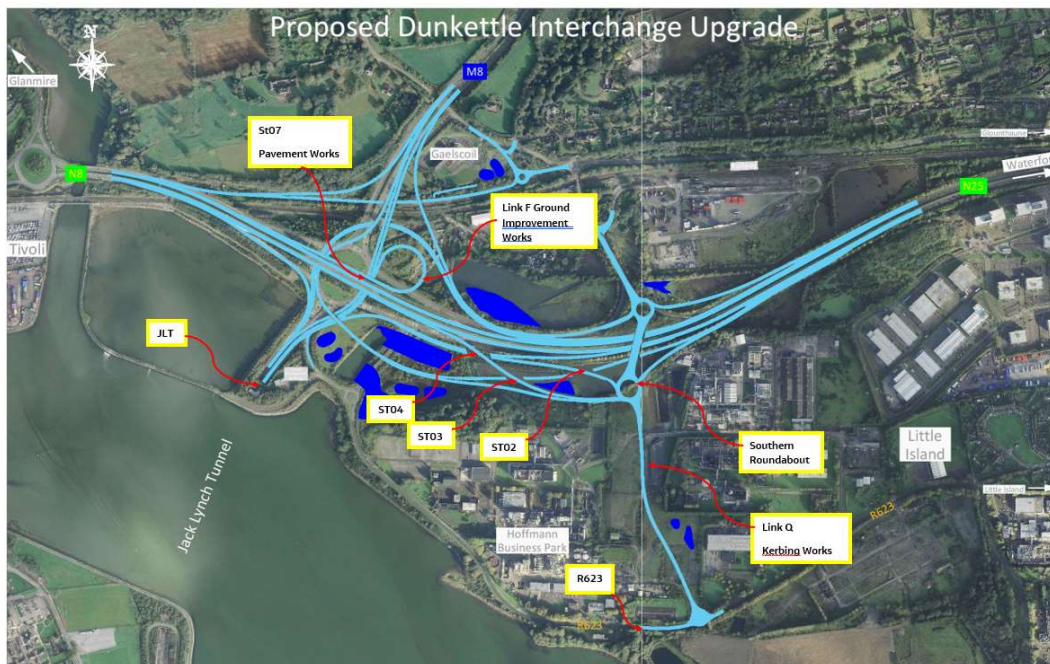 Proposed Dunkettle Interchange Upgrade
N
Glanmire
M8
St07
Pavement Works
Gaelscoil
Glounthaune
Waterfo
N8
N25
Link F Ground
Improvement
Works
Tivoli
JLT
ST04
ST03
ST02
Southern
Roundabout
Little
Island
Little Island
Jack Lynch Tunnel
Hoffmann
Business Park
Link Q
Kerbing Works
R623
R623
R623